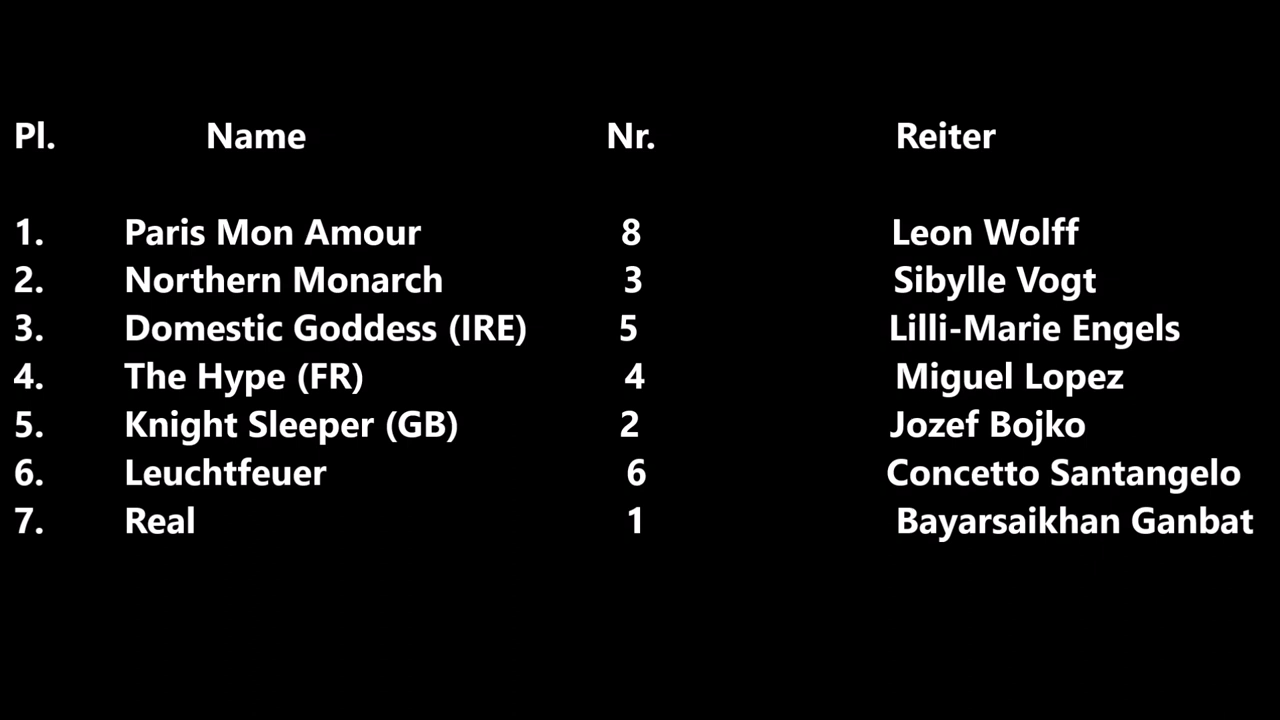 Pl. Name Nr. Reiter
1. Paris Mon Amour 8 Leon Wolff
2. Northern Monarch 3 Sibylle Vogt
3. Domestic Goddess (IRE) 5 Lilli-Marie Engels
4. The Hype (FR) 4 Miguel Lopez
5. Knight Sleeper (GB) 2 Jozef Bojko
6. Leuchtfeuer 6 Concetto Santangelo
7. Real 1 Bayarsaikhan Ganbat